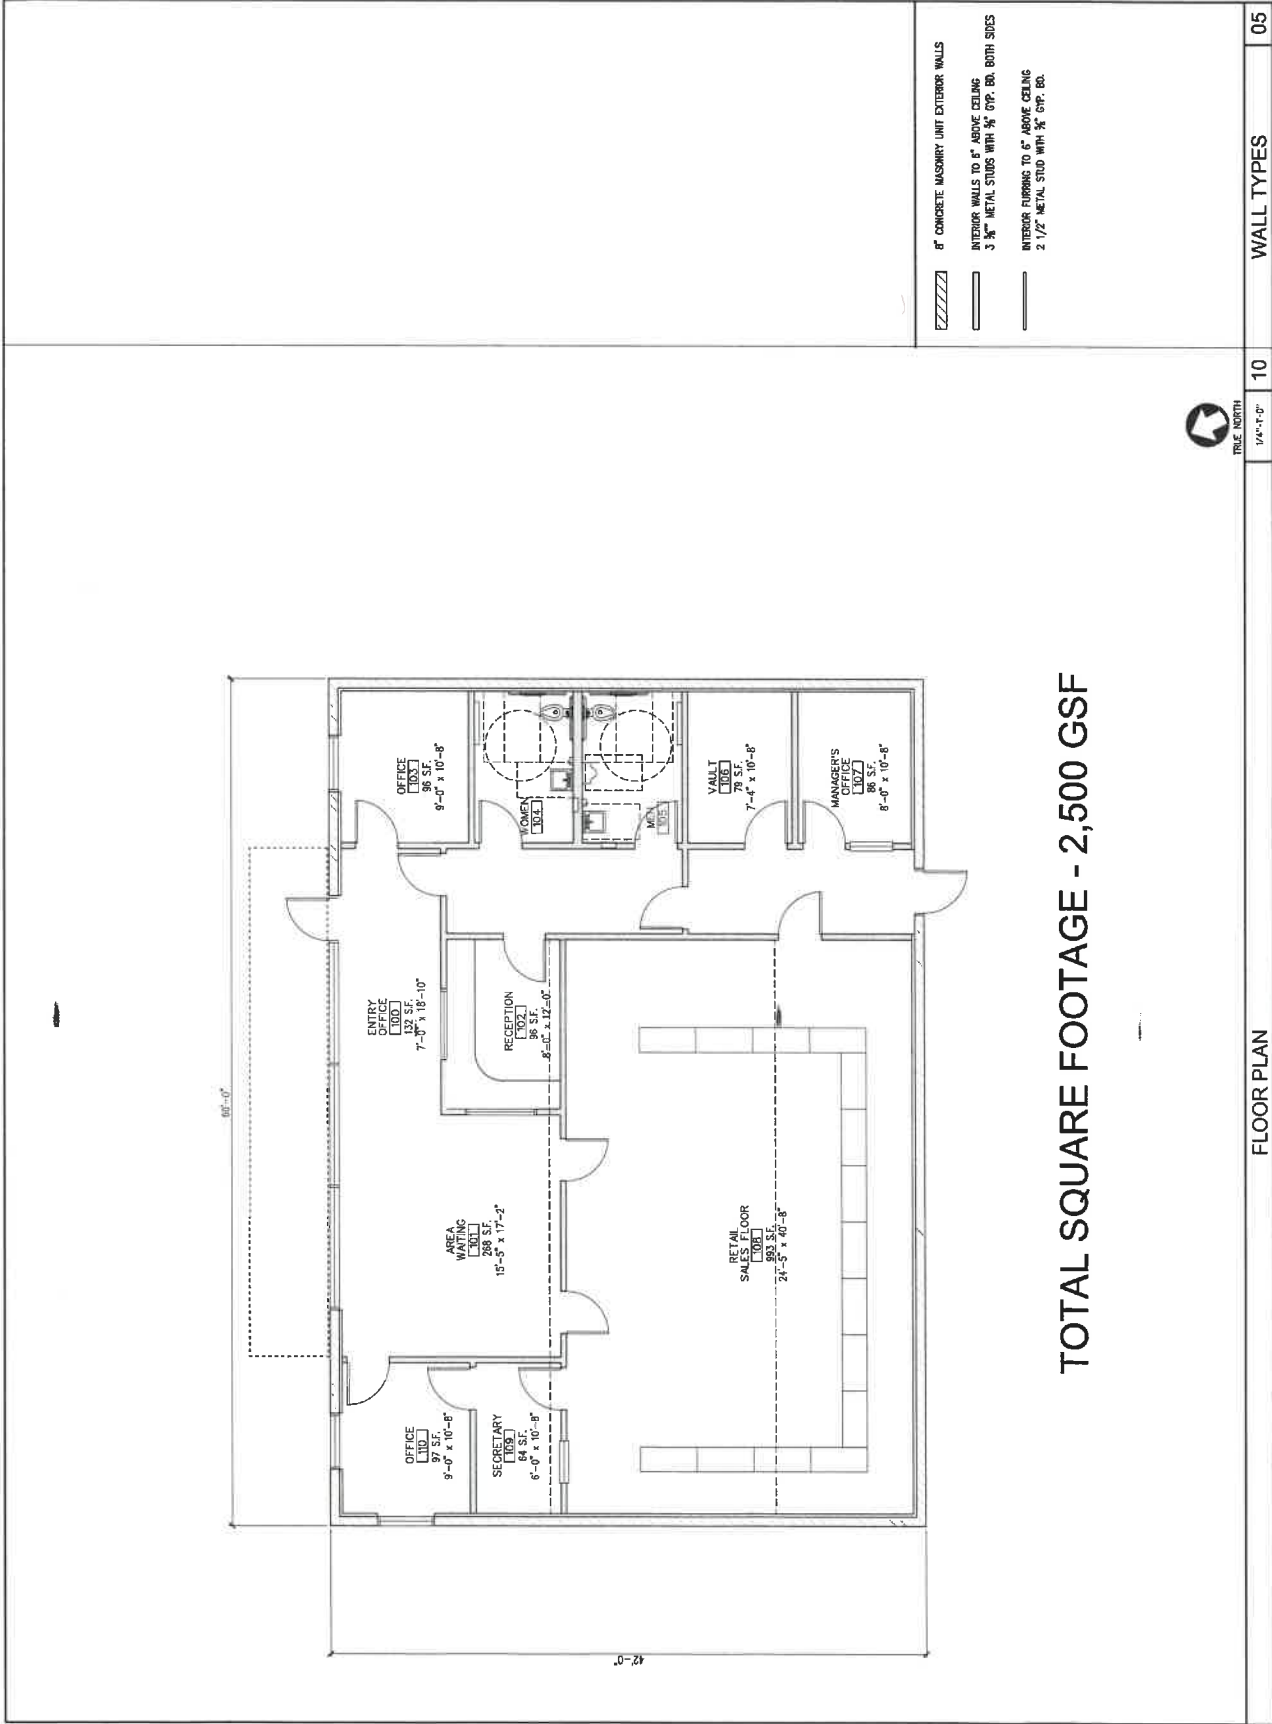 60'-0"
42'-0"
OFFICE
110
97 S.F.
9'-0" x 10'-8"
SECRETARY
109
64 S.F.
6'-0" x 10'-8"
AREA
WAITING
101
268 S.F.
15'-5" x 17'-2"
ENTRY
OFFICE
100
132 S.F.
7'-0" x 18'-10"
RECEPTION
102
96 S.F.
8'-0" x 12'-0"
OFFICE
103
96 S.F.
9'-0" x 10'-8"
WOMEN
104
MEN
105
VAULT
106
79 S.F.
7'-4" x 10'-8"
MANAGER'S
OFFICE
107
86 S.F.
8'-0" x 10'-8"
RETAIL
SALES FLOOR
108
993 S.F.
24'-5" x 40'-8"
TOTAL SQUARE FOOTAGE - 2,500 GSF
TRUE NORTH
FLOOR PLAN
1/4"-1'-0"
10
8" CONCRETE MASONRY UNIT EXTERIOR WALLS
INTERIOR WALLS TO 6" ABOVE CEILING
3 ⅝" METAL STUDS WITH ⅝" GYP. BD. BOTH SIDES
INTERIOR FURRING TO 6" ABOVE CEILING
2 1/2" METAL STUD WITH ⅝" GYP. BD.
WALL TYPES
05